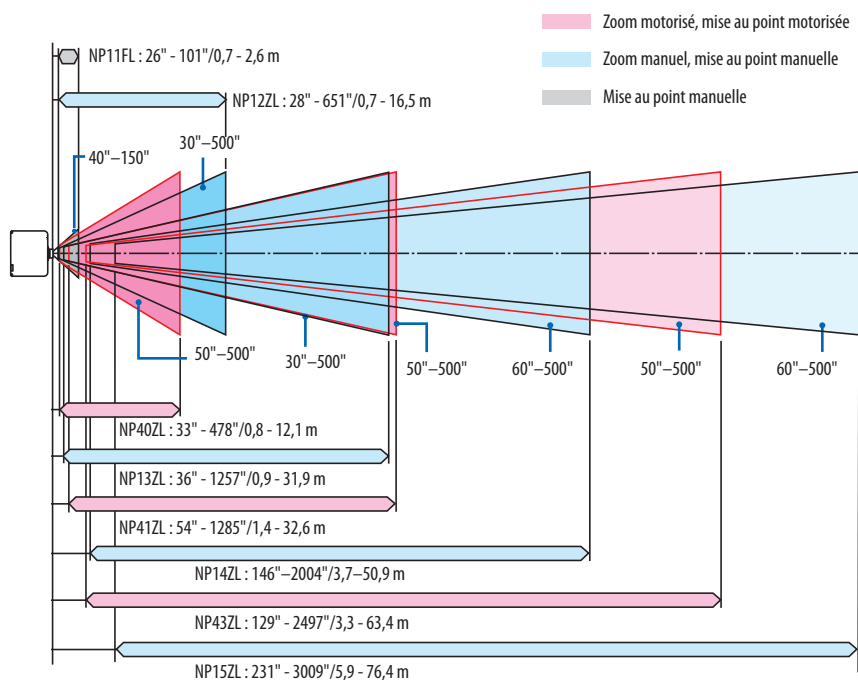 Zoom motorisé, mise au point motorisée
NP11FL : 26" - 101"/0,7 - 2,6 m
Zoom manuel, mise au point manuelle
NP12ZL : 28" - 651"/0,7 - 16,5 m
Mise au point manuelle
30"–500"
40"–150"
50"–500"
30"–500"
50"–500"
60"–500"
50"–500"
60"–500"
NP40ZL : 33" - 478"/0,8 - 12,1 m
NP13ZL : 36" - 1257"/0,9 - 31,9 m
NP41ZL : 54" - 1285"/1,4 - 32,6 m
NP14ZL : 146"–2004"/3,7–50,9 m
NP43ZL : 129" - 2497"/3,3 - 63,4 m
NP15ZL : 231" - 3009"/5,9 - 76,4 m